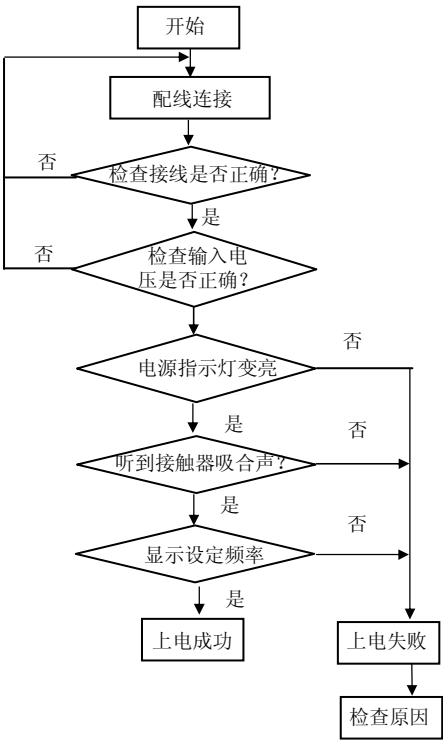 开始
配线连接
否
检查接线是否正确?
是
否
检查输入电
压是否正确?
否
电源指示灯变亮
是
否
听到接触器吸合声?
是
否
显示设定频率
是
上电成功
上电失败
检查原因